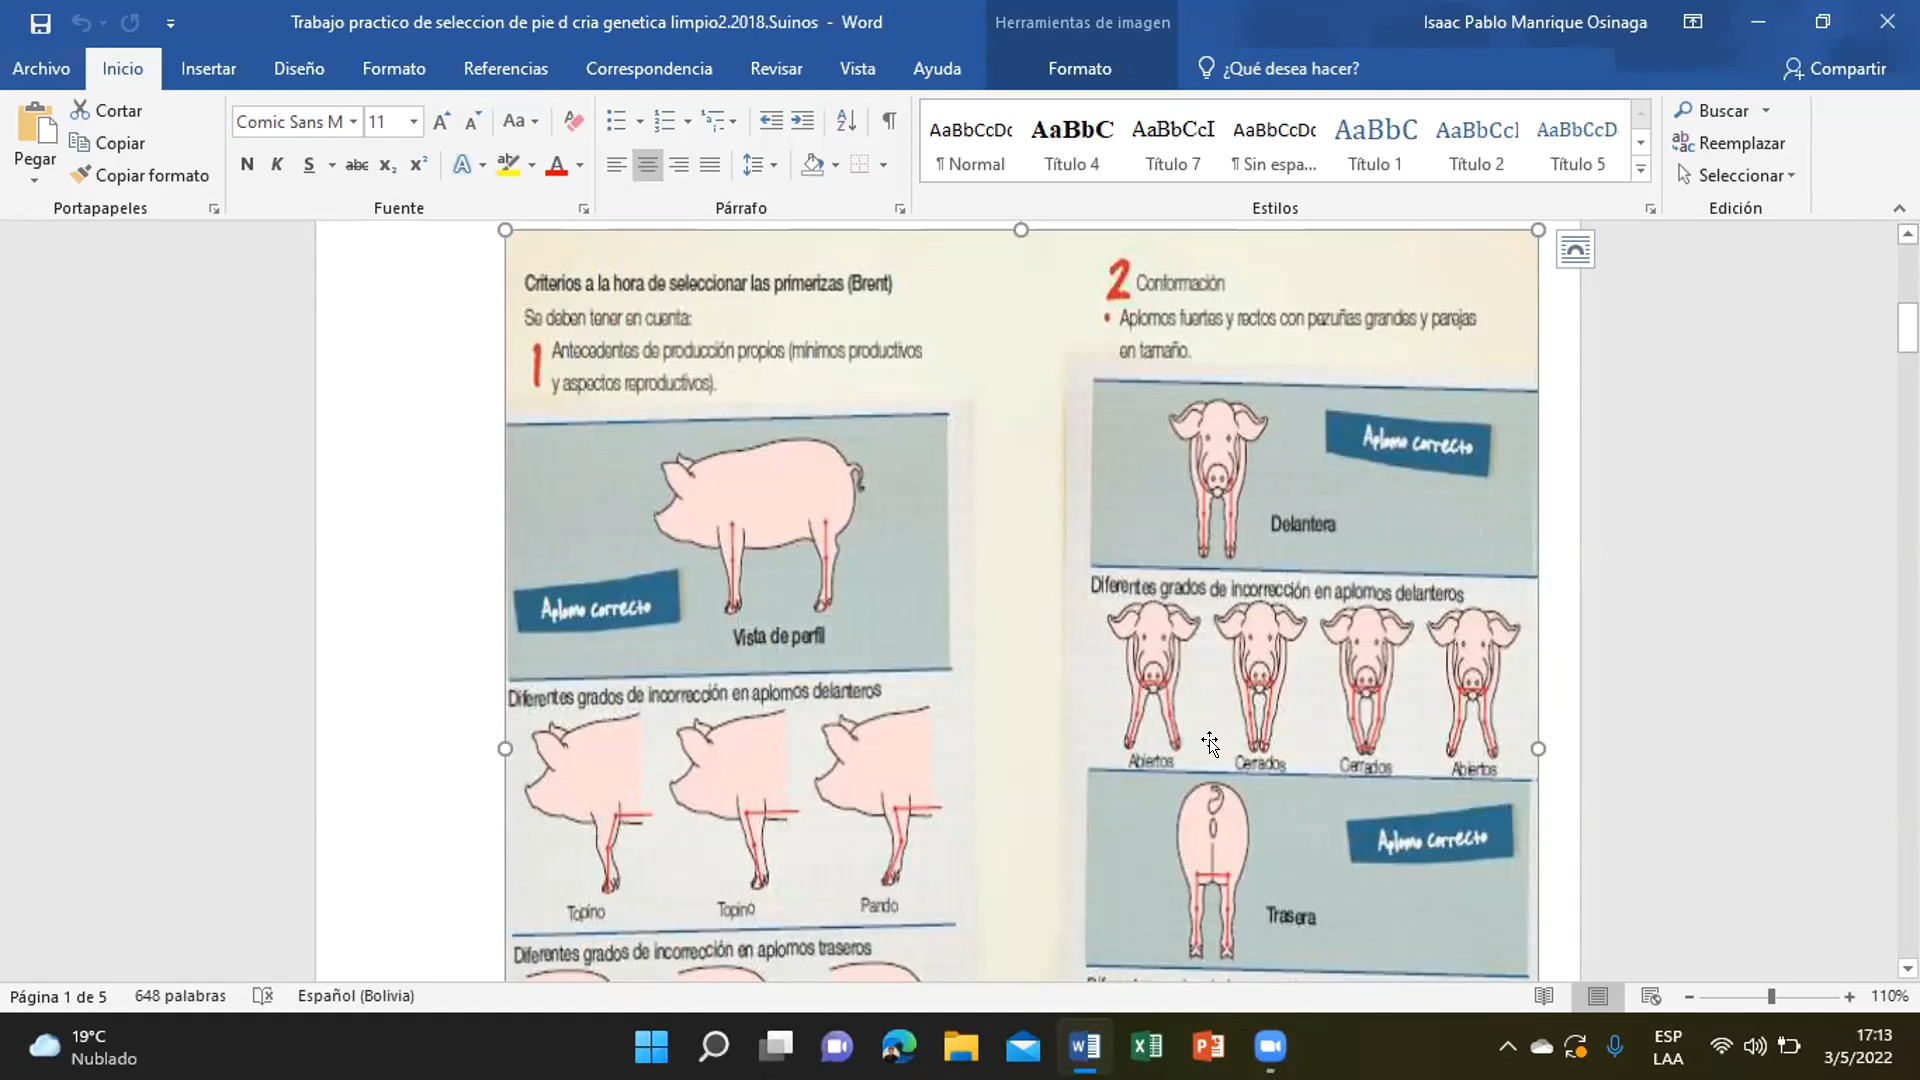 Trabajo practico de seleccion de pie d cria genetica limpio2.2018.Suinos - Word
Herramientas de imagen
Isaac Pablo Manrique Osinaga
Archivo Inicio Insertar Diseño Formato Referencias Correspondencia Revisar Vista Ayuda Formato ¿Qué desea hacer? Compartir
Pegar
Cortar
Copiar
Copiar formato
Portapapeles
Comic Sans M 11
Aa
N K S abc x₂ x² A A
Fuente
Párrafo
AaBbCcDc AaBbC AaBbCcI AaBbCcDc AaBbC AaBbCcI AaBbCcD
¶ Normal Título 4 Título 7 ¶ Sin espa... Título 1 Título 2 Título 5
Estilos
Buscar
Reemplazar
Seleccionar
Edición
Criterios a la hora de seleccionar las primerizas (Brent)
Se deben tener en cuenta:
1 Antecedentes de producción propios (mínimos productivos
y aspectos reproductivos).
Aplomo correcto
Vista de perfil
Diferentes grados de incorrección en aplomos delanteros
Topino Topino Pando
Diferentes grados de incorrección en aplomos traseros
2 Conformación
• Aplomos fuertes y rectos con pezuñas grandes y parejas
en tamaño.
Aplomo correcto
Delantera
Diferentes grados de incorrección en aplomos delanteros
Abiertos Cerrados Cerrados Abiertos
Aplomo correcto
Trasera
Página 1 de 5 648 palabras Español (Bolivia) 110%
19°C
Nublado
ESP
LAA
17:13
3/5/2022